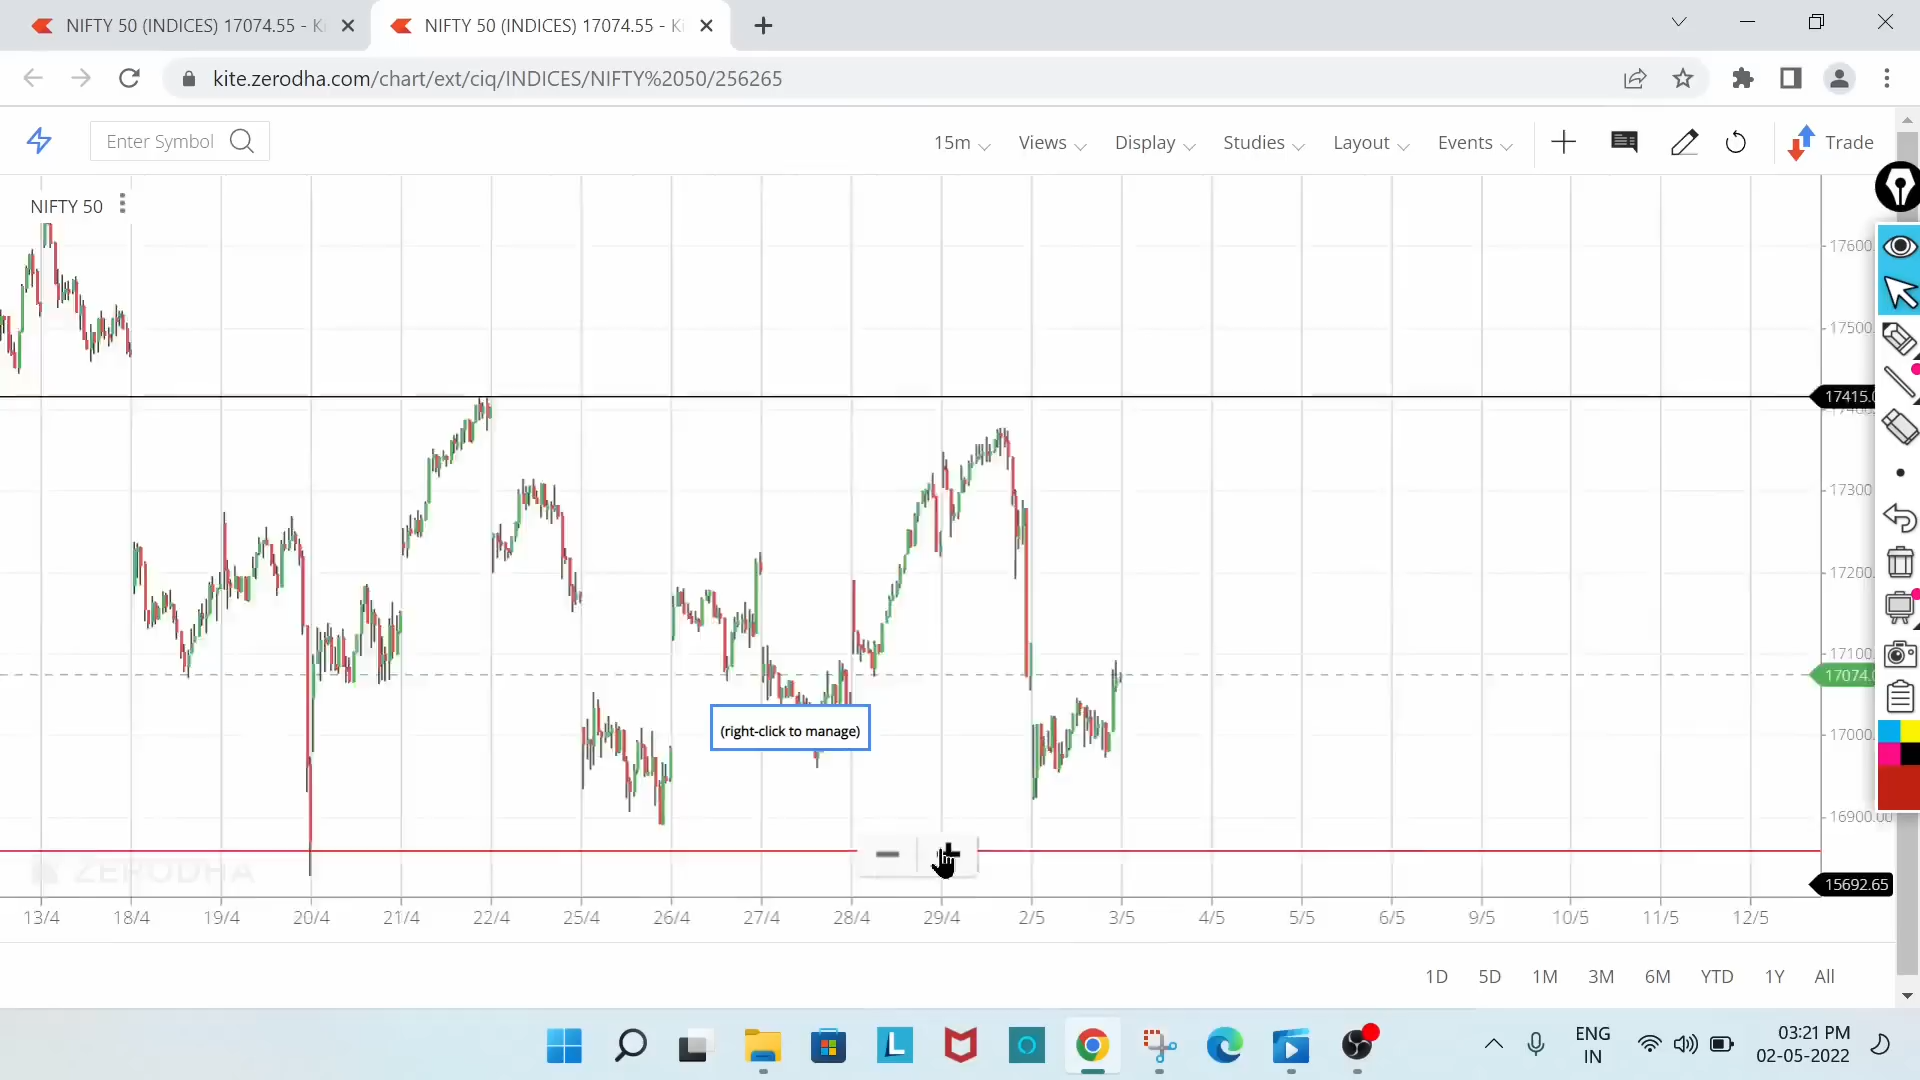 NIFTY 50 (INDICES) 17074.55 - Ki
NIFTY 50 (INDICES) 17074.55 - Ki
kite.zerodha.com/chart/ext/ciq/INDICES/NIFTY%2050/256265
Enter Symbol
15m Views Display Studies Layout Events Trade
NIFTY 50
17600
17500
17415.0
17300
17200
17100
17074.0
(right-click to manage)
17000
16900.00
ZERODHA
15692.65
13/4 18/4 19/4 20/4 21/4 22/4 25/4 26/4 27/4 28/4 29/4 2/5 3/5 4/5 5/5 6/5 9/5 10/5 11/5 12/5
1D 5D 1M 3M 6M YTD 1Y All
ENG
IN
03:21 PM
02-05-2022